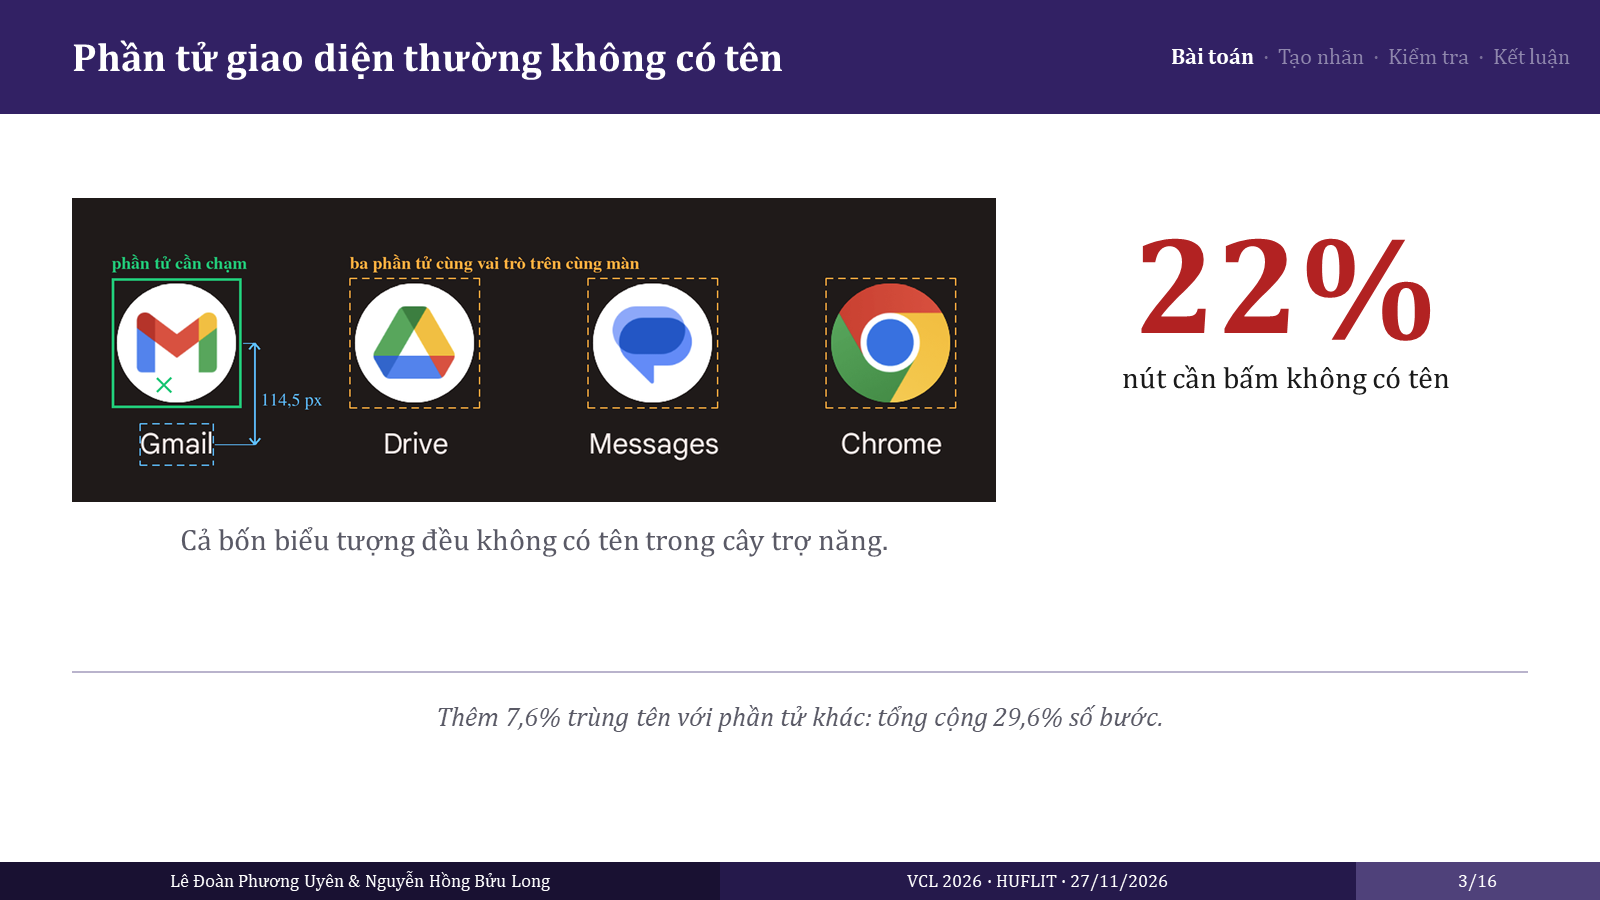 Phần tử giao diện thường không có tên
Bài toán · Tạo nhãn · Kiểm tra · Kết luận
phần tử cần chạm
ba phần tử cùng vai trò trên cùng màn
114,5 px
Gmail
Drive
Messages
Chrome
Cả bốn biểu tượng đều không có tên trong cây trợ năng.
22%
nút cần bấm không có tên
Thêm 7,6% trùng tên với phần tử khác: tổng cộng 29,6% số bước.
Lê Đoàn Phương Uyên & Nguyễn Hồng Bửu Long
VCL 2026 · HUFLIT · 27/11/2026
3/16